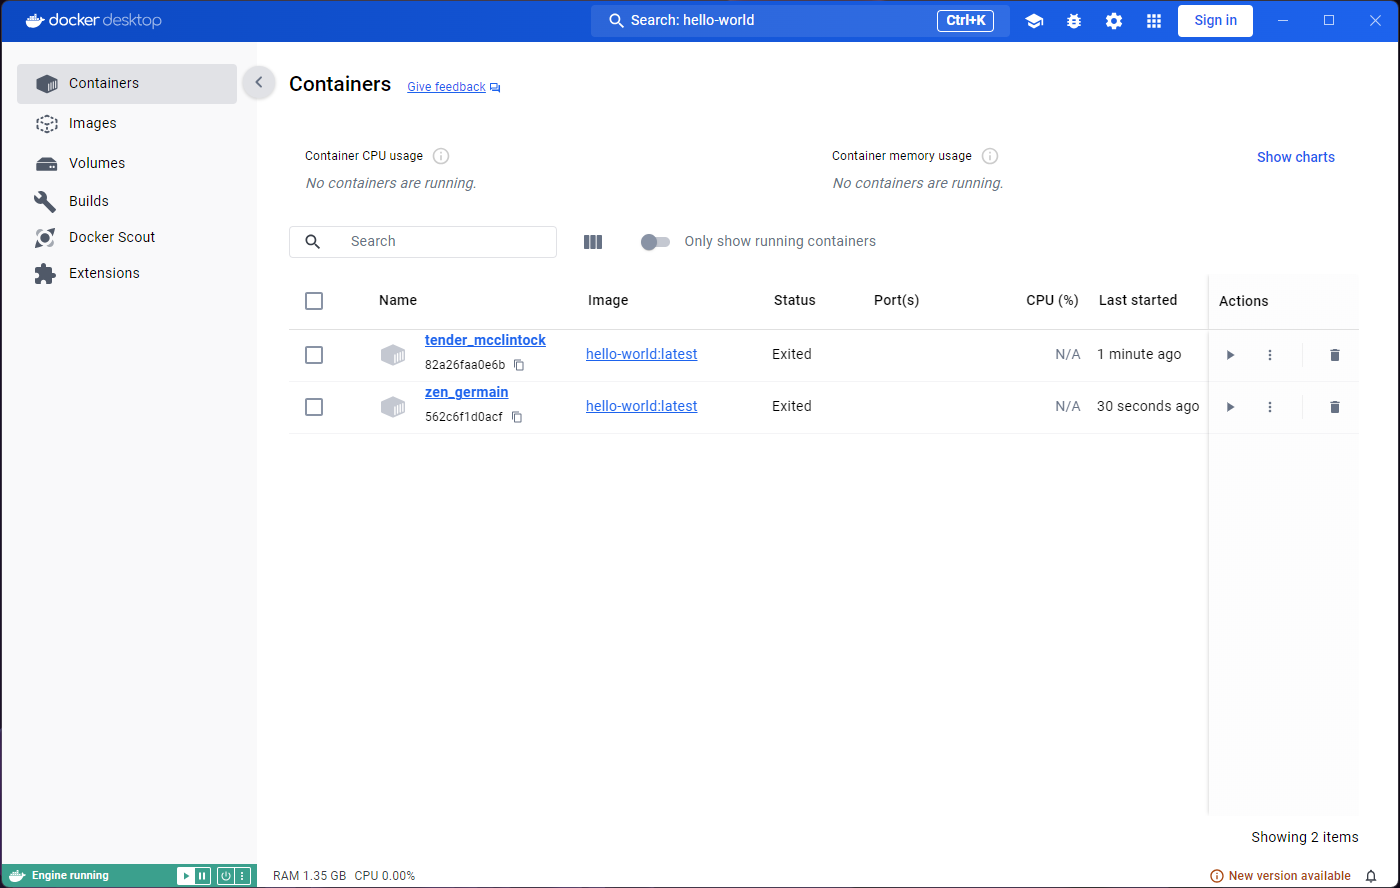 docker desktop
Search: hello-world
Ctrl+K
Sign in
Containers
Images
Volumes
Builds
Docker Scout
Extensions
Containers
Give feedback
Container CPU usage
No containers are running.
Container memory usage
No containers are running.
Show charts
Search
Only show running containers
Name Image Status Port(s) CPU (%) Last started Actions
tender_mcclintock
82a26faa0e6b
hello-world:latest Exited N/A 1 minute ago
zen_germain
562c6f1d0acf
hello-world:latest Exited N/A 30 seconds ago
Showing 2 items
Engine running
RAM 1.35 GB CPU 0.00%
New version available